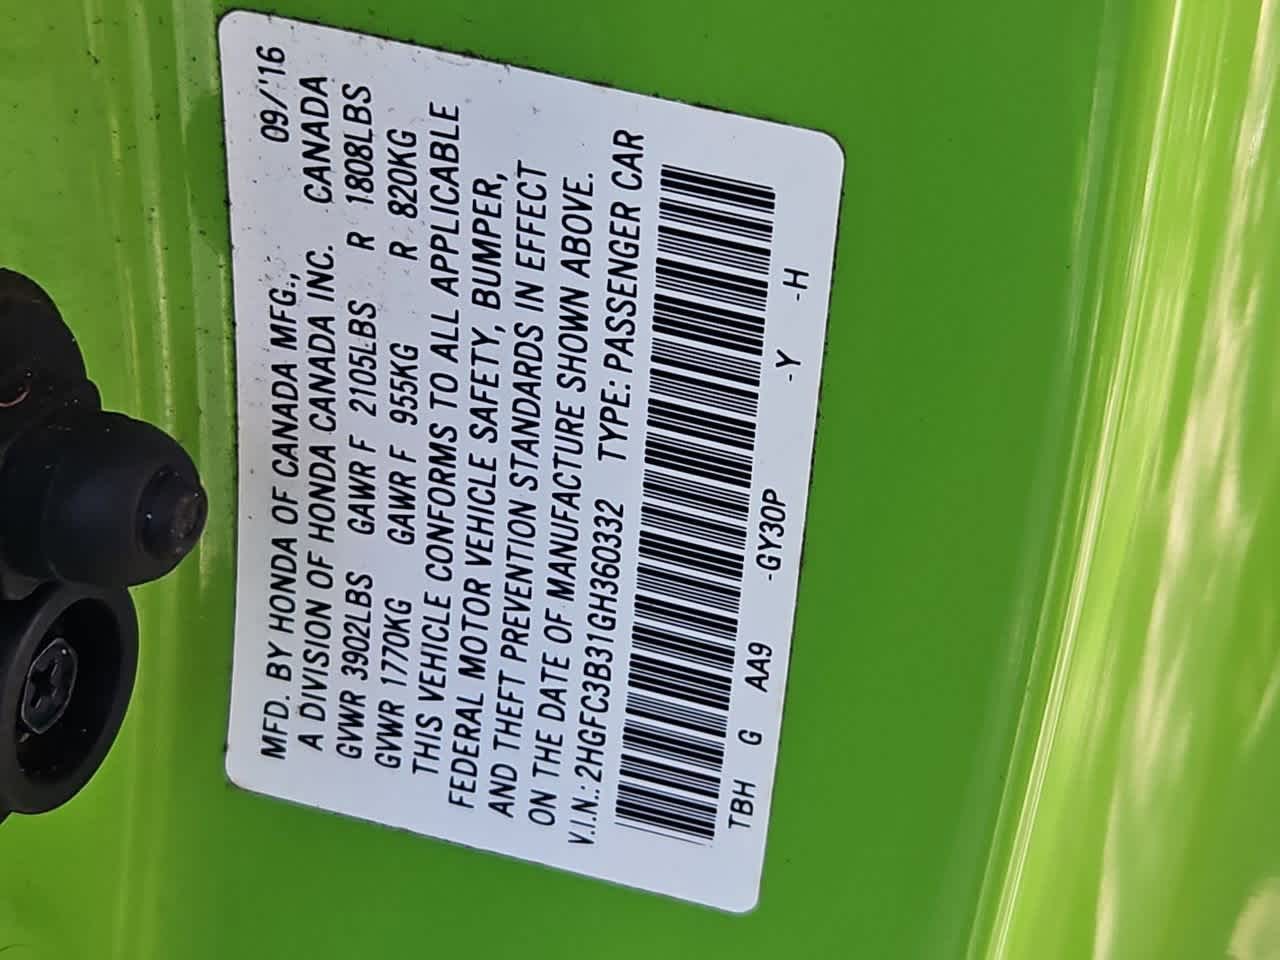 MFD. BY HONDA OF CANADA MFG., 09/'16
A DIVISION OF HONDA CANADA INC. CANADA
GVWR 3902LBS GAWR F 2105LBS R 1808LBS
GVWR 1770KG GAWR F 955KG R 820KG
THIS VEHICLE CONFORMS TO ALL APPLICABLE
FEDERAL MOTOR VEHICLE SAFETY, BUMPER,
AND THEFT PREVENTION STANDARDS IN EFFECT
ON THE DATE OF MANUFACTURE SHOWN ABOVE.
V.I.N.: 2HGFC3B31GH360332 TYPE: PASSENGER CAR
TBH G AA9 -GY30P -Y -H